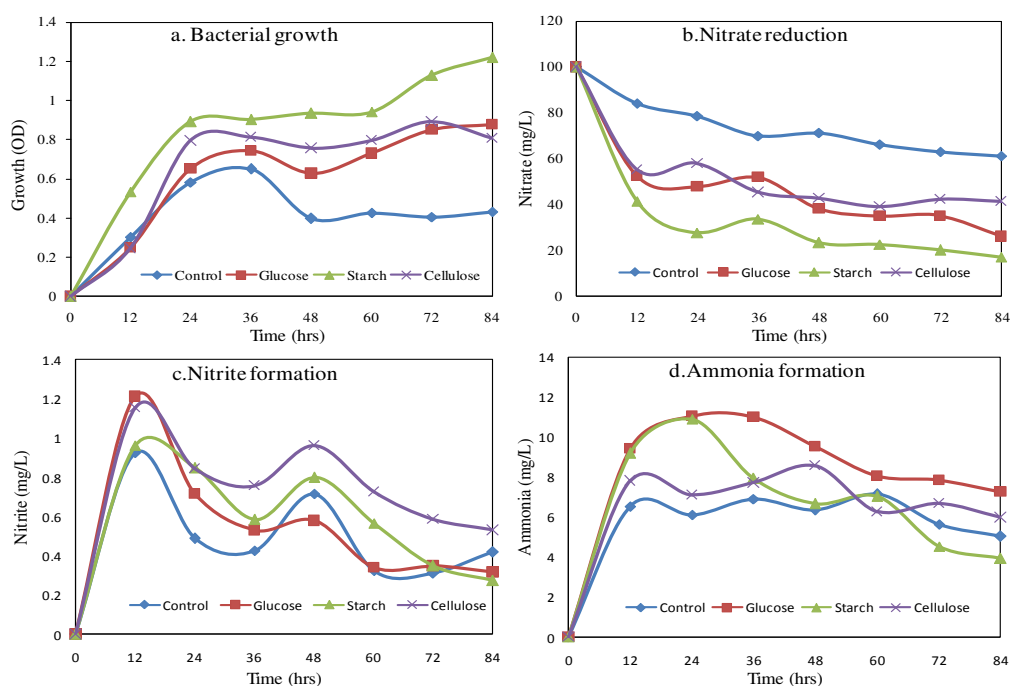 a. Bacterial growth
Growth (OD)
1.4
1.2
1
0.8
0.6
0.4
0.2
0
Control Glucose Starch Cellulose
0 12 24 36 48 60 72 84
Time (hrs)
b.Nitrate reduction
Nitrate (mg/L)
120
100
80
60
40
20
0
Control Glucose Starch Cellulose
0 12 24 36 48 60 72 84
Time (hrs)
c.Nitrite formation
Nitrite (mg/L)
1.4
1.2
1
0.8
0.6
0.4
0.2
0
Control Glucose Starch Cellulose
0 12 24 36 48 60 72 84
Time (hrs)
d.Ammonia formation
Ammonia (mg/L)
14
12
10
8
6
4
2
0
Control Glucose Starch Cellulose
0 12 24 36 48 60 72 84
Time (hrs)